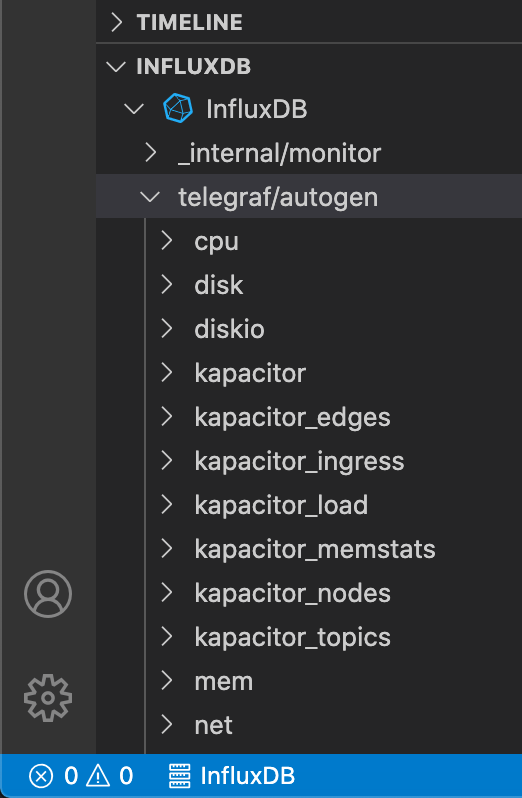 TIMELINE
INFLUXDB
InfluxDB
_internal/monitor
telegraf/autogen
cpu
disk
diskio
kapacitor
kapacitor_edges
kapacitor_ingress
kapacitor_load
kapacitor_memstats
kapacitor_nodes
kapacitor_topics
mem
net
0 0 InfluxDB